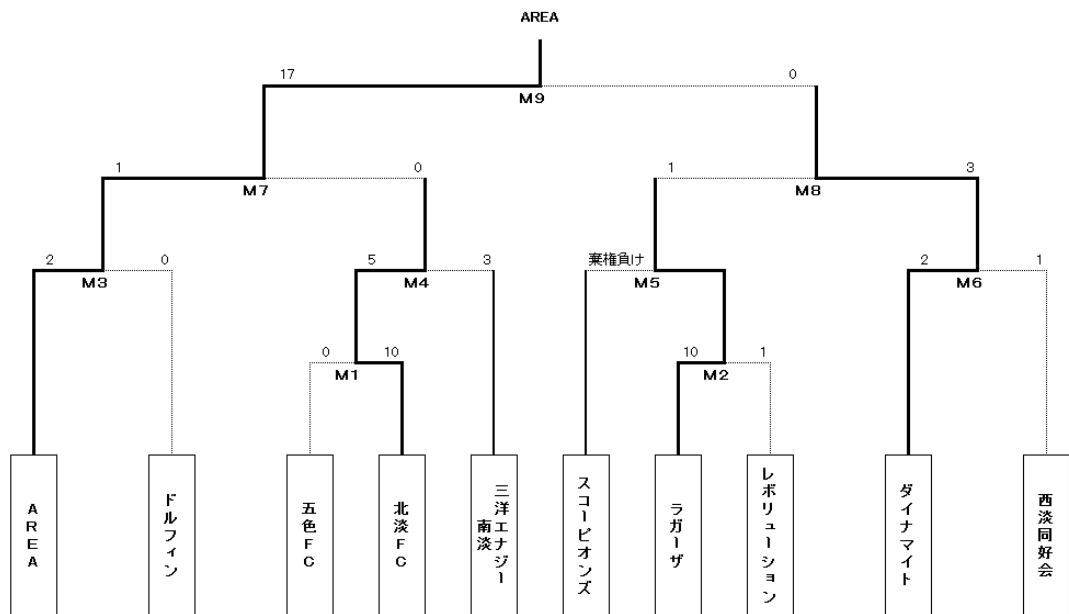 AREA
17 0
M9
1 0 1 3
M7 M8
2 0 5 3 棄権負け 2 1
M3 M4 M5 M6
0 10 10 1
M1 M2
AREA
ドルフィン
五色FC
北淡FC
三洋エナジー
南淡
スコーピオンズ
ラガーザ
レボリューション
ダイナマイト
西淡同好会